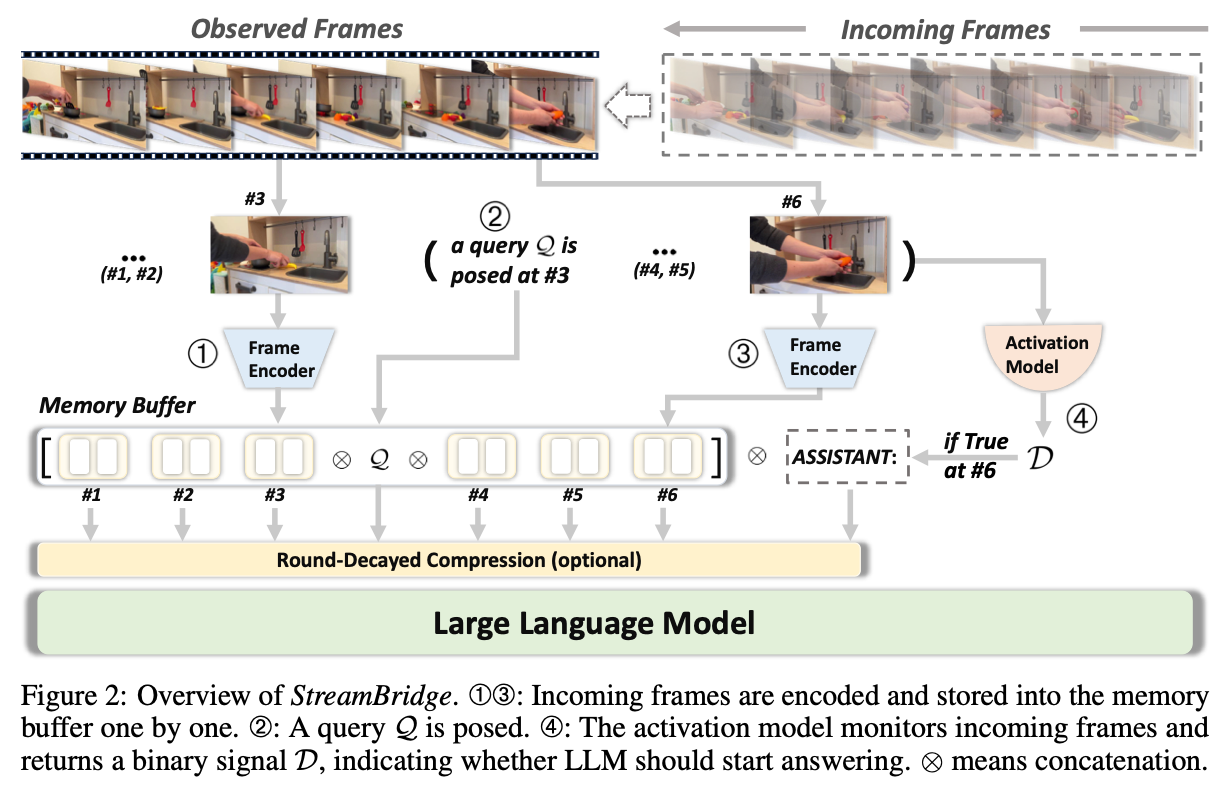 Observed Frames
Incoming Frames
#3
#6
②
...
(#1, #2)
( a query 𝒬 is
posed at #3
...
(#4, #5)
)
①
Frame
Encoder
③
Frame
Encoder
Activation
Model
④
Memory Buffer
[ ⊗ 𝒬 ⊗ ] ⊗ ASSISTANT:
if True
at #6
𝒟
#1 #2 #3 #4 #5 #6
Round-Decayed Compression (optional)
Large Language Model
Figure 2: Overview of StreamBridge. ①③: Incoming frames are encoded and stored into the memory
buffer one by one. ②: A query 𝒬 is posed. ④: The activation model monitors incoming frames and
returns a binary signal 𝒟, indicating whether LLM should start answering. ⊗ means concatenation.